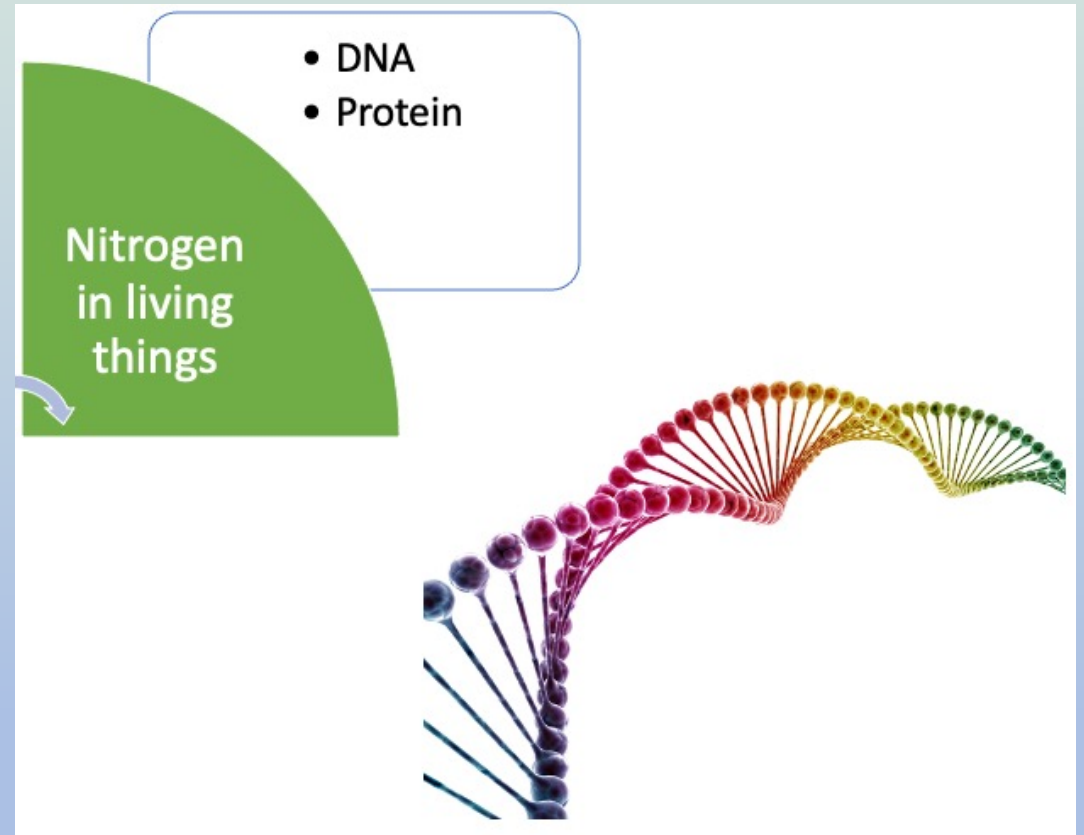 • DNA
• Protein
Nitrogen
in living
things